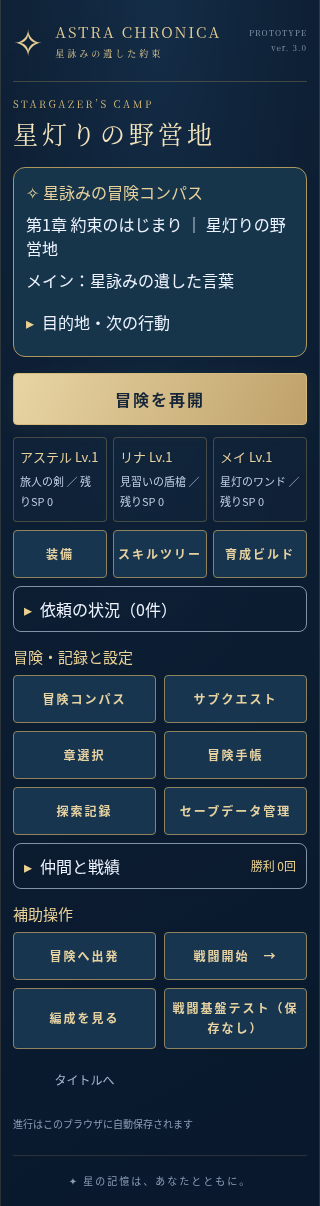 ASTRA CHRONICA
星詠みの遺した約束
PROTOTYPE
ver. 3.0
STARGAZER'S CAMP
星灯りの野営地
✧ 星詠みの冒険コンパス
第1章 約束のはじまり ｜ 星灯りの野
営地
メイン：星詠みの遺した言葉
▸ 目的地・次の行動
冒険を再開
アステル Lv.1
旅人の剣 ／ 残
りSP 0
リナ Lv.1
見習いの盾槍 ／
残りSP 0
メイ Lv.1
星灯のワンド ／
残りSP 0
装備
スキルツリー
育成ビルド
▸ 依頼の状況（0件）
冒険・記録と設定
冒険コンパス
サブクエスト
章選択
冒険手帳
探索記録
セーブデータ管理
▸ 仲間と戦績
勝利 0回
補助操作
冒険へ出発
戦闘開始 →
編成を見る
戦闘基盤テスト（保
存なし）
タイトルへ
進行はこのブラウザに自動保存されます
✦ 星の記憶は、あなたとともに。